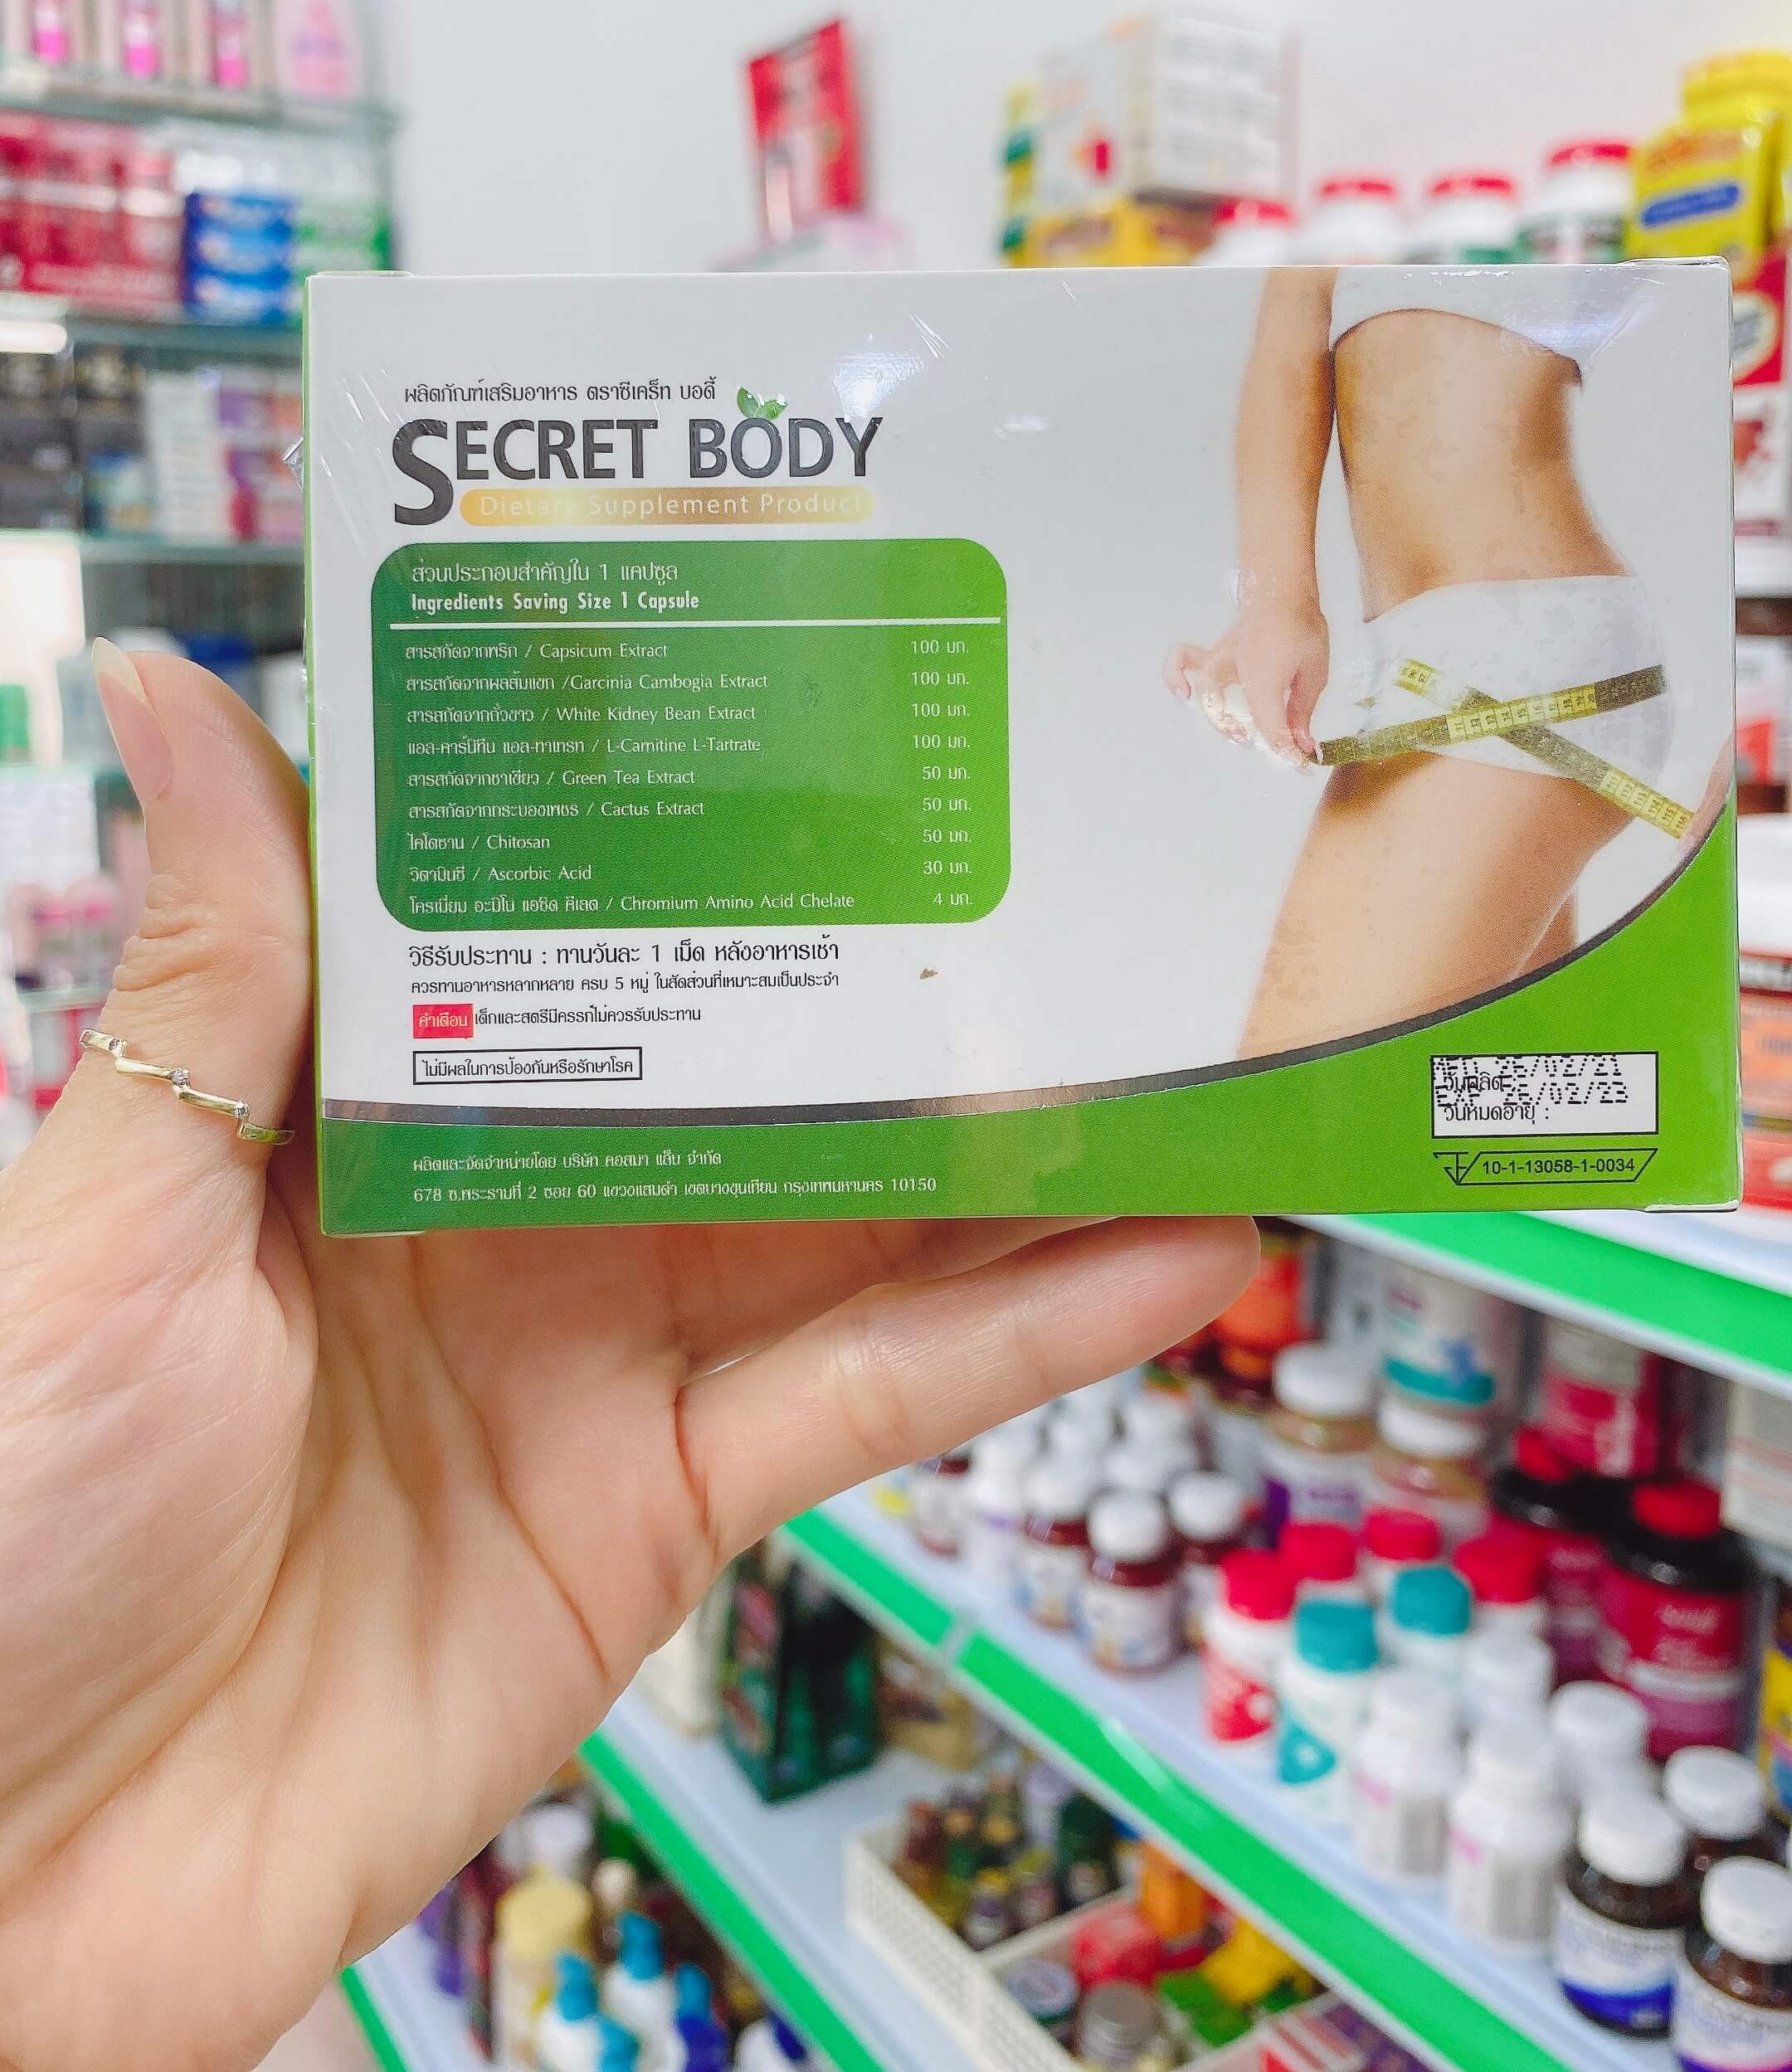 ผลิตภัณฑ์เสริมอาหาร ตราซีเคร็ท บอดี้
SECRET BODY
Dietary Supplement Product
ส่วนประกอบสำคัญใน 1 แคปซูล
Ingredients Saving Size 1 Capsule
สารสกัดจากพริก / Capsicum Extract 100 มก.
สารสกัดจากผลส้มแขก /Garcinia Cambogia Extract 100 มก.
สารสกัดจากถั่วขาว / White Kidney Bean Extract 100 มก.
แอล-คาร์นิทีน แอล-ทาเทรท / L-Carnitine L-Tartrate 100 มก.
สารสกัดจากชาเขียว / Green Tea Extract 50 มก.
สารสกัดจากกระบองเพชร / Cactus Extract 50 มก.
ไคโตซาน / Chitosan 50 มก.
วิตามินซี / Ascorbic Acid 30 มก.
โครเมี่ยม อะมิโน แอซิด คีเลต / Chromium Amino Acid Chelate 4 มก.
วิธีรับประทาน : ทานวันละ 1 เม็ด หลังอาหารเช้า
ควรทานอาหารหลากหลาย ครบ 5 หมู่ ในสัดส่วนที่เหมาะสมเป็นประจำ
คำเตือน เด็กและสตรีมีครรภ์ไม่ควรรับประทาน
ไม่มีผลในการป้องกันหรือรักษาโรค
MFD 26/02/21
วันผลิต
EXP 26/02/23
วันหมดอายุ :
10-1-13058-1-0034
ผลิตและจัดจำหน่ายโดย บริษัท คอสมา แล็บ จำกัด
678 ซ.พระรามที่ 2 ซอย 60 แขวงแสมดำ เขตบางขุนเทียน กรุงเทพมหานคร 10150